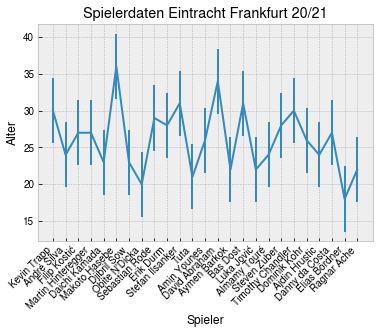 Spielerdaten Eintracht Frankfurt 20/21
Alter
40
35
30
25
20
15
Kevin Trapp
André Silva
Filip Kostić
Martin Hinteregger
Daichi Kamada
Makoto Hasebe
Djibril Sow
Obite N'Dicka
Sebastian Rode
Erik Durm
Stefan Ilsanker
Tuta
Amin Younes
David Abraham
Aymen Barkok
Bas Dost
Luka Jović
Almamy Touré
Steven Zuber
Timothy Chandler
Dominik Kohr
Ajdin Hrustic
Danny da Costa
Elias Bördner
Ragnar Ache
Spieler